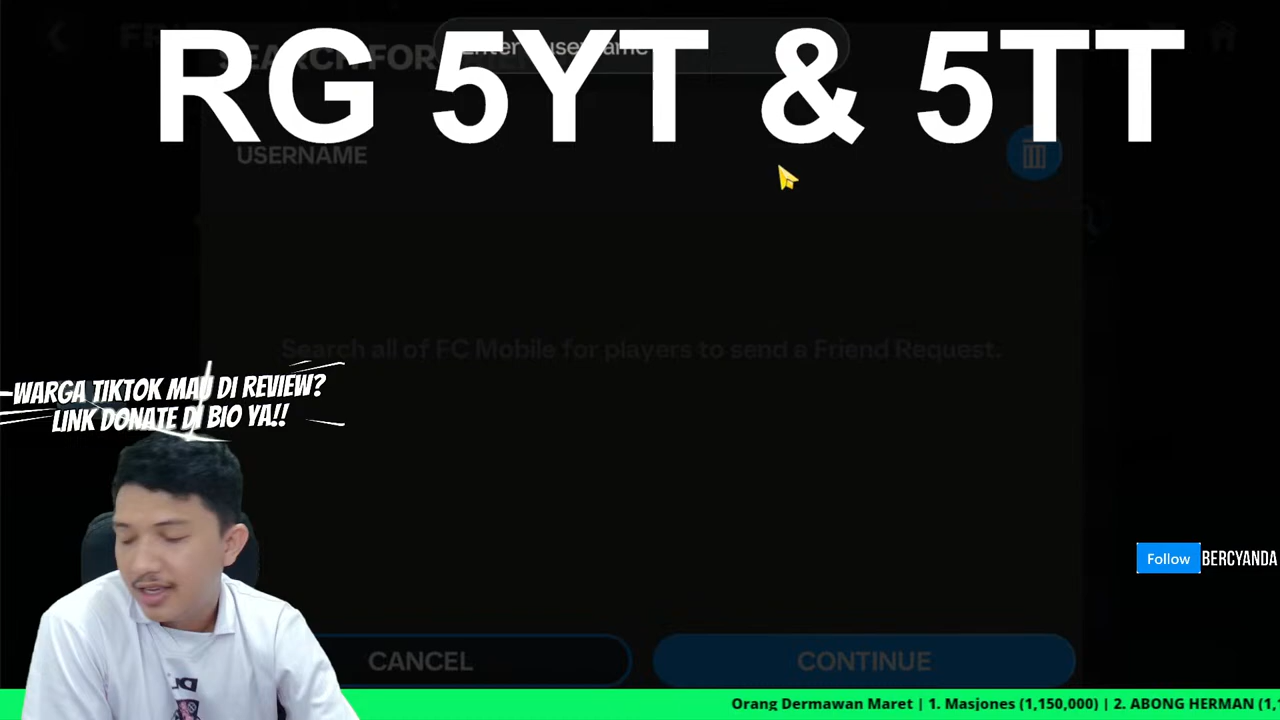 RG 5YT & 5TT
USERNAME
Search all of FC Mobile for players to send a Friend Request.
WARGA TIKTOK MAU DI REVIEW?
LINK DONATE DI BIO YA!!
Follow BERCYANDA
CANCEL
CONTINUE
Orang Dermawan Maret | 1. Masjones (1,150,000) | 2. ABONG HERMAN (1,